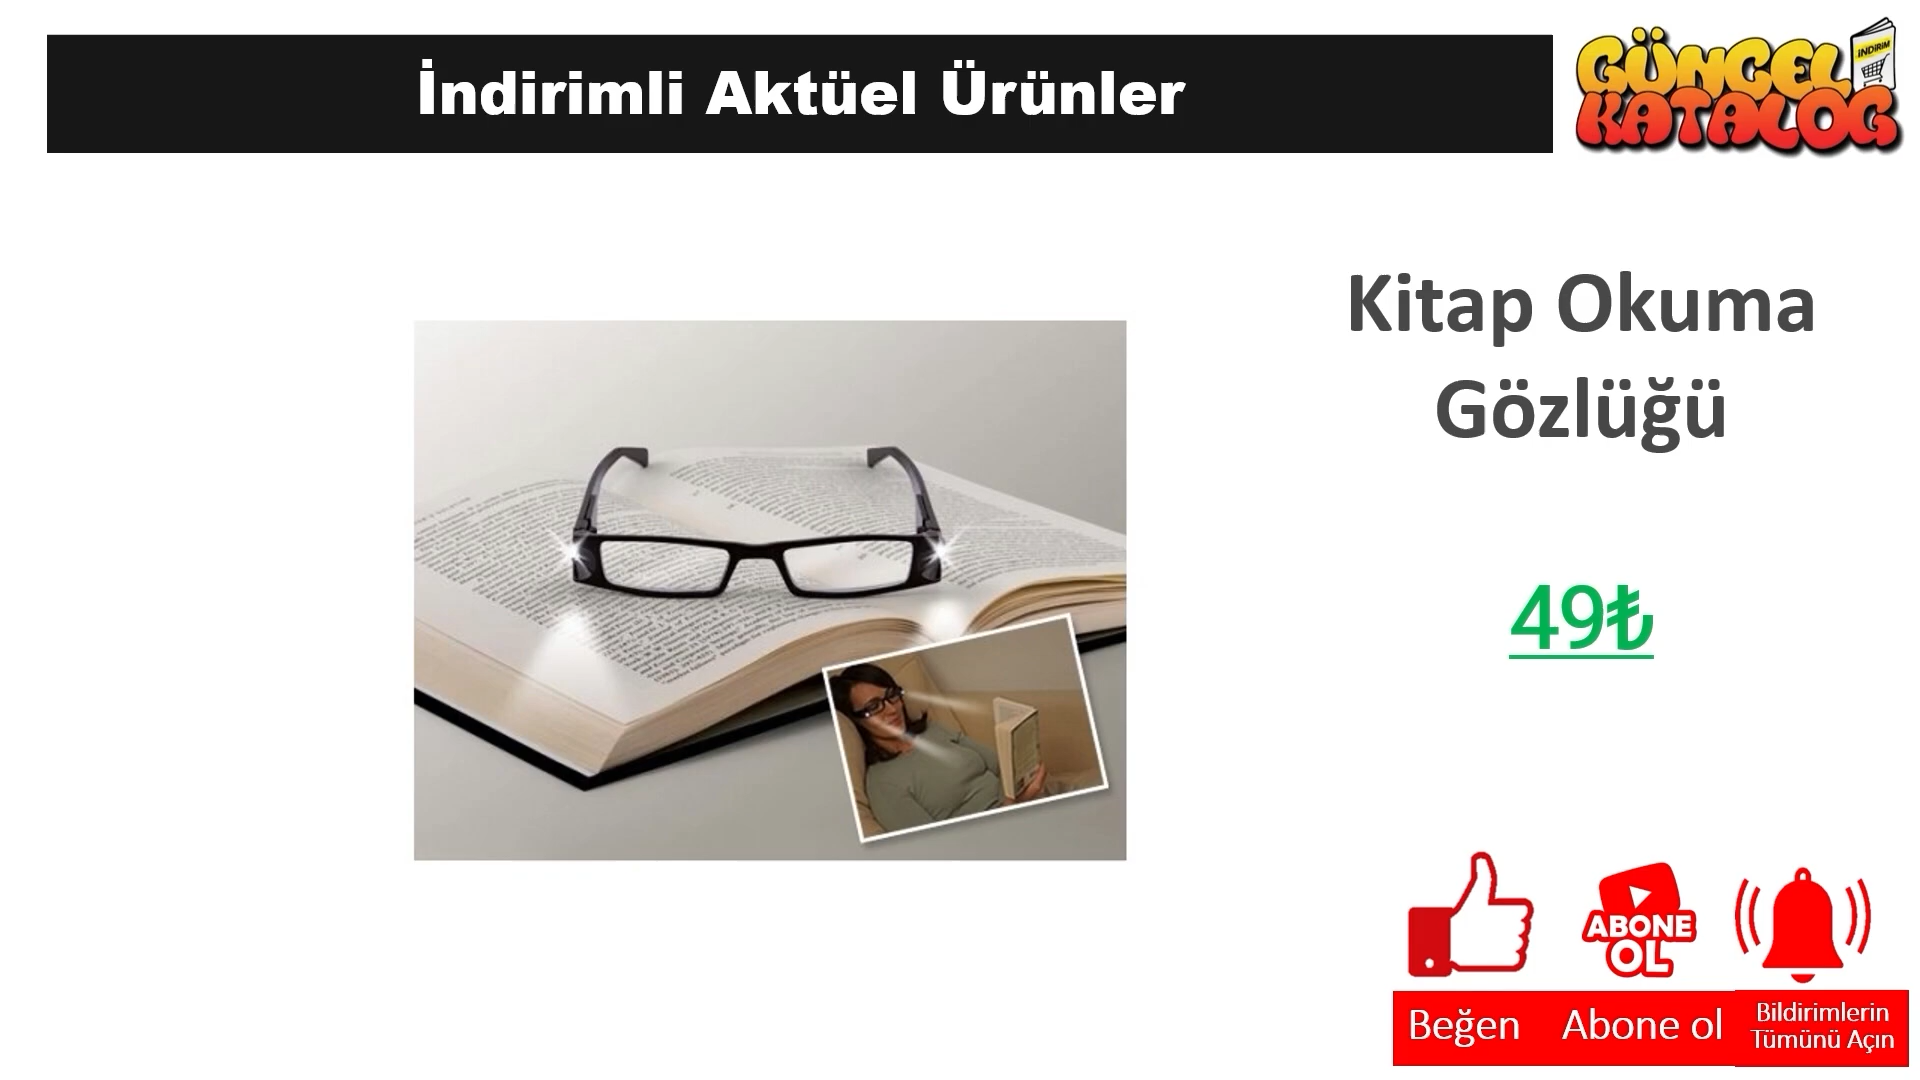 İndirimli Aktüel Ürünler
GÜNCEL
KATALOG
İNDİRİM
Kitap Okuma
Gözlüğü
49₺
ABONE
OL
Beğen
Abone ol
Bildirimlerin
Tümünü Açın